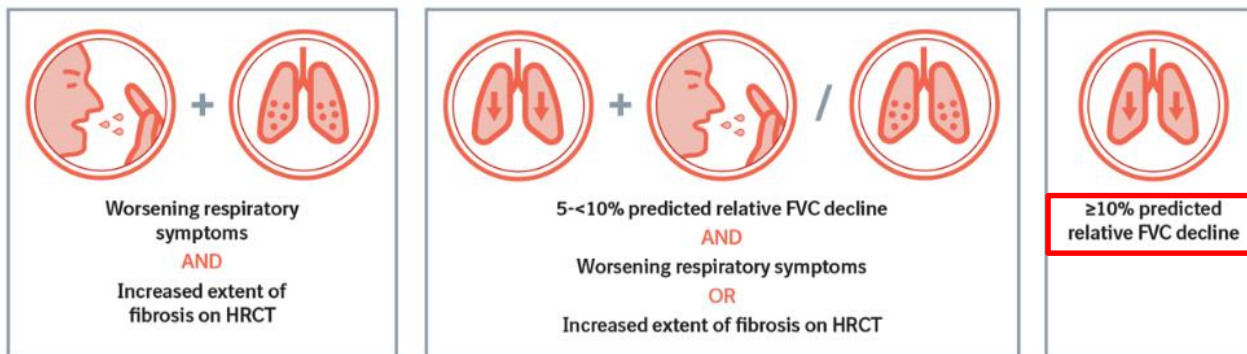 Worsening respiratory
symptoms
AND
Increased extent of
fibrosis on HRCT
5-<10% predicted relative FVC decline
AND
Worsening respiratory symptoms
OR
Increased extent of fibrosis on HRCT
≥10% predicted
relative FVC decline